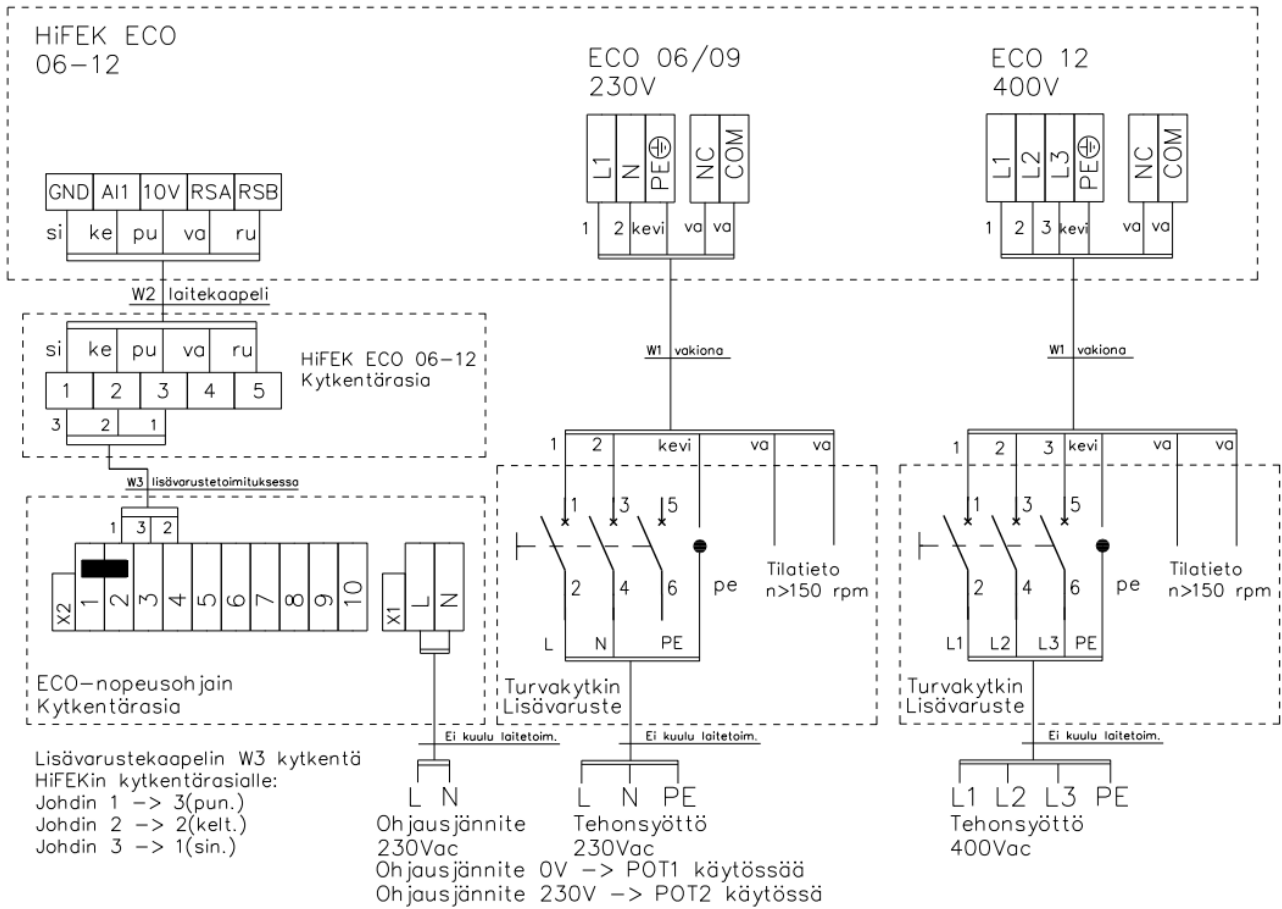 HiFEK ECO
06-12
ECO 06/09
230V
ECO 12
400V
L1 N PE NC COM
L1 L2 L3 PE NC COM
GND AI1 10V RSA RSB
si ke pu va ru
1 2 kevi va va
1 2 3 kevi va va
W2 laitekaapeli
si ke pu va ru
HiFEK ECO 06-12
Kytkentärasia
1 2 3 4 5
3 2 1
W1 vakiona
W1 vakiona
1 2 kevi va va
1 2 3 kevi va va
W3 lisävarustetoimituksessa
1 3 2
X2 1 2 3 4 5 6 7 8 9 10
X1 L N
1 3 5
2 4 6 pe
Tilatieto
n>150 rpm
L N PE
1 3 5
2 4 6 pe
Tilatieto
n>150 rpm
L1 L2 L3 PE
ECO-nopeusohjain
Kytkentärasia
Turvakytkin
Lisävaruste
Turvakytkin
Lisävaruste
Ei kuulu laitetoim.
Ei kuulu laitetoim.
Ei kuulu laitetoim.
Lisävarustekaapelin W3 kytkentä
HiFEKin kytkentärasialle:
Johdin 1 -> 3(pun.)
Johdin 2 -> 2(kelt.)
Johdin 3 -> 1(sin.)
L N
Ohjausjännite
230Vac
L N PE
Tehonsyöttö
230Vac
L1 L2 L3 PE
Tehonsyöttö
400Vac
Ohjausjännite 0V -> POT1 käytössää
Ohjausjännite 230V -> POT2 käytössä